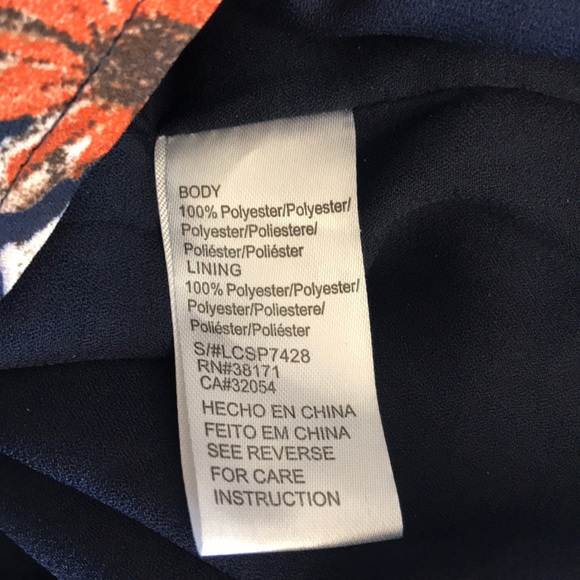 BODY
100% Polyester/Polyester/
Polyester/Poliestere/
Poliéster/Poliéster
LINING
100% Polyester/Polyester/
Polyester/Poliestere/
Poliéster/Poliéster
S/#LCSP7428
RN#38171
CA#32054
HECHO EN CHINA
FEITO EM CHINA
SEE REVERSE
FOR CARE
INSTRUCTION